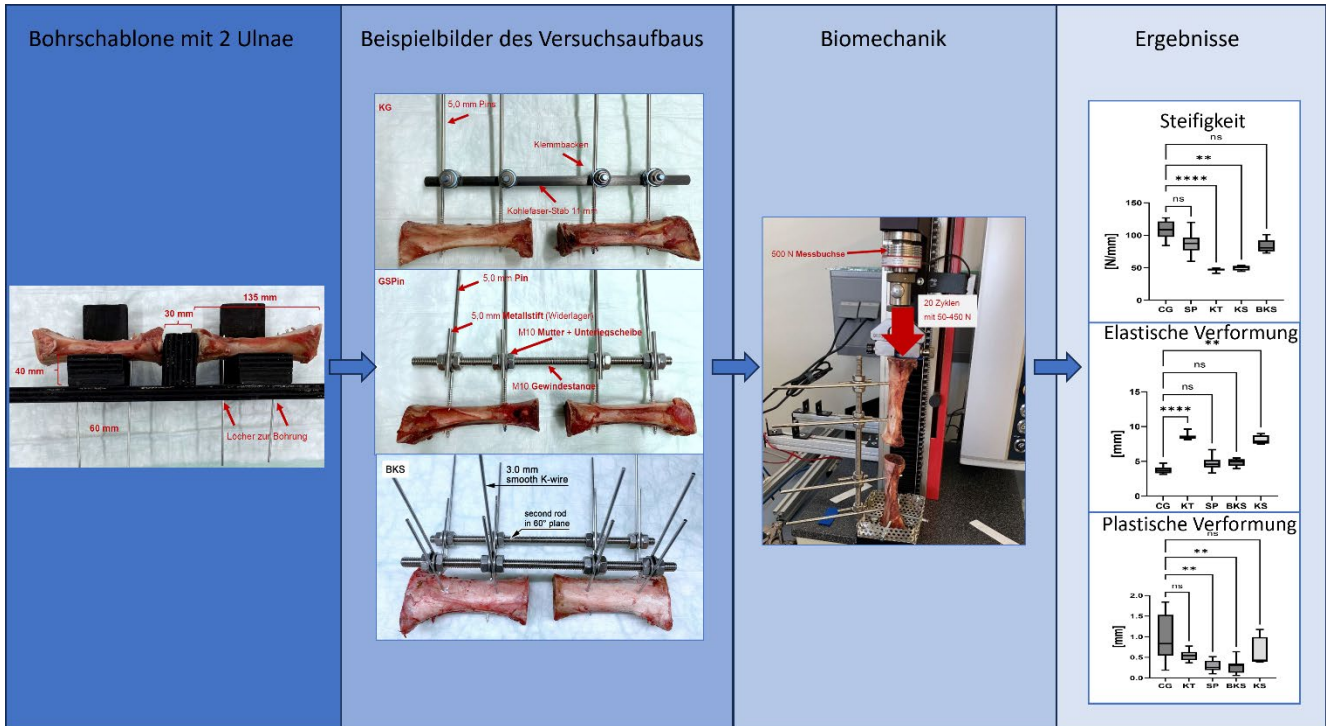 Bohrschablone mit 2 Ulnae
135 mm
30 mm
40 mm
60 mm
Löcher zur Bohrung
Beispielbilder des Versuchsaufbaus
KG
5,0 mm Pins
Klemmbacken
Kohlefaser-Stab 11 mm
GSPin
5,0 mm Pin
5,0 mm Metallstift (Widerlager)
M10 Mutter + Unterlegscheibe
M10 Gewindestange
BKS
3.0 mm
smooth K-wire
second rod
in 60° plane
Biomechanik
500 N Messbuchse
20 Zyklen
mit 50-450 N
Ergebnisse
Steifigkeit
ns
**
****
ns
150
100
50
0
[N/mm]
CG SP KT KS BKS
Elastische Verformung
**
ns
ns
****
15
10
5
0
[mm]
CG KT SP BKS KS
Plastische Verformung
ns
**
**
ns
2.0
1.5
1.0
0.5
0.0
[mm]
CG KT SP BKS KS